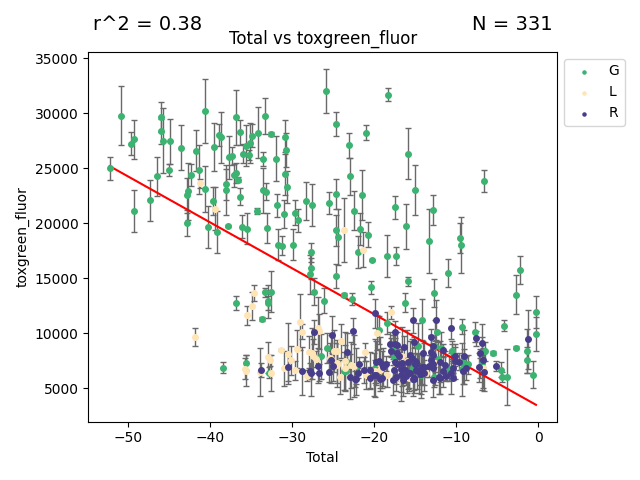 r^2 = 0.38 N = 331
Total vs toxgreen_fluor
35000
30000
25000
20000
15000
10000
5000
toxgreen_fluor
−50 −40 −30 −20 −10 0
Total
G
L
R